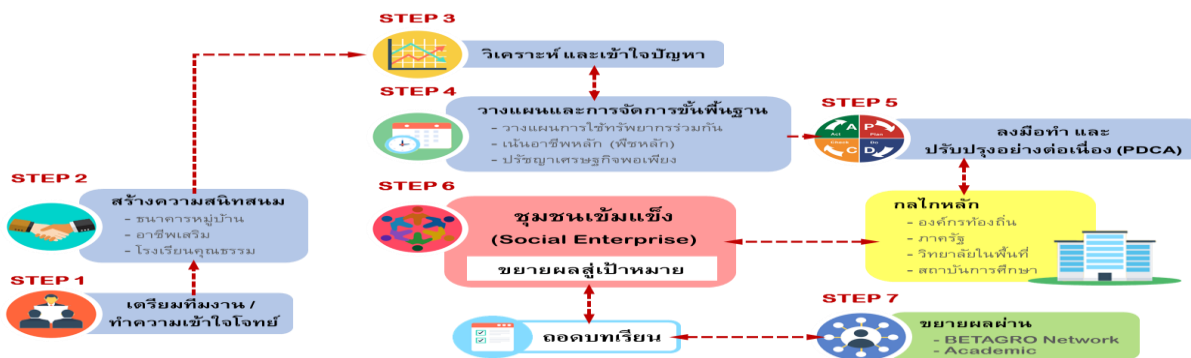 STEP 1
เตรียมทีมงาน /
ทำความเข้าใจโจทย์
STEP 2
สร้างความสนิทสนม
- ธนาคารหมู่บ้าน
- อาชีพเสริม
- โรงเรียนคุณธรรม
STEP 3
วิเคราะห์ และเข้าใจปัญหา
STEP 4
วางแผนและการจัดการขั้นพื้นฐาน
- วางแผนการใช้ทรัพยากรร่วมกัน
- เน้นอาชีพหลัก (พืชหลัก)
- ปรัชญาเศรษฐกิจพอเพียง
STEP 5
A
Act
P
Plan
Check
C
Do
D
ลงมือทำ และ
ปรับปรุงอย่างต่อเนื่อง (PDCA)
กลไกหลัก
- องค์กรท้องถิ่น
- ภาครัฐ
- วิทยาลัยในพื้นที่
- สถาบันการศึกษา
STEP 6
ชุมชนเข้มแข็ง
(Social Enterprise)
ขยายผลสู่เป้าหมาย
ถอดบทเรียน
STEP 7
ขยายผลผ่าน
- BETAGRO Network
- Academic